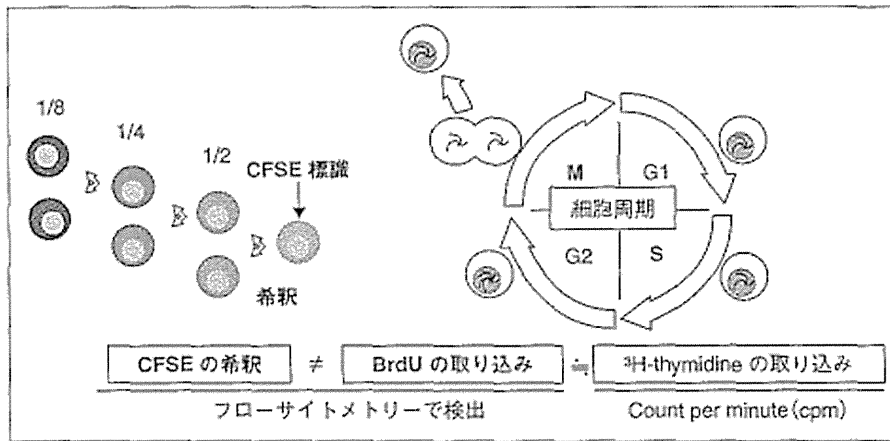 1/8
1/4
1/2
CFSE 標識
希釈
M
G1
細胞周期
G2
S
CFSE の希釈 ≠ BrdU の取り込み ≒ ³H-thymidine の取り込み
フローサイトメトリーで検出
Count per minute(cpm)